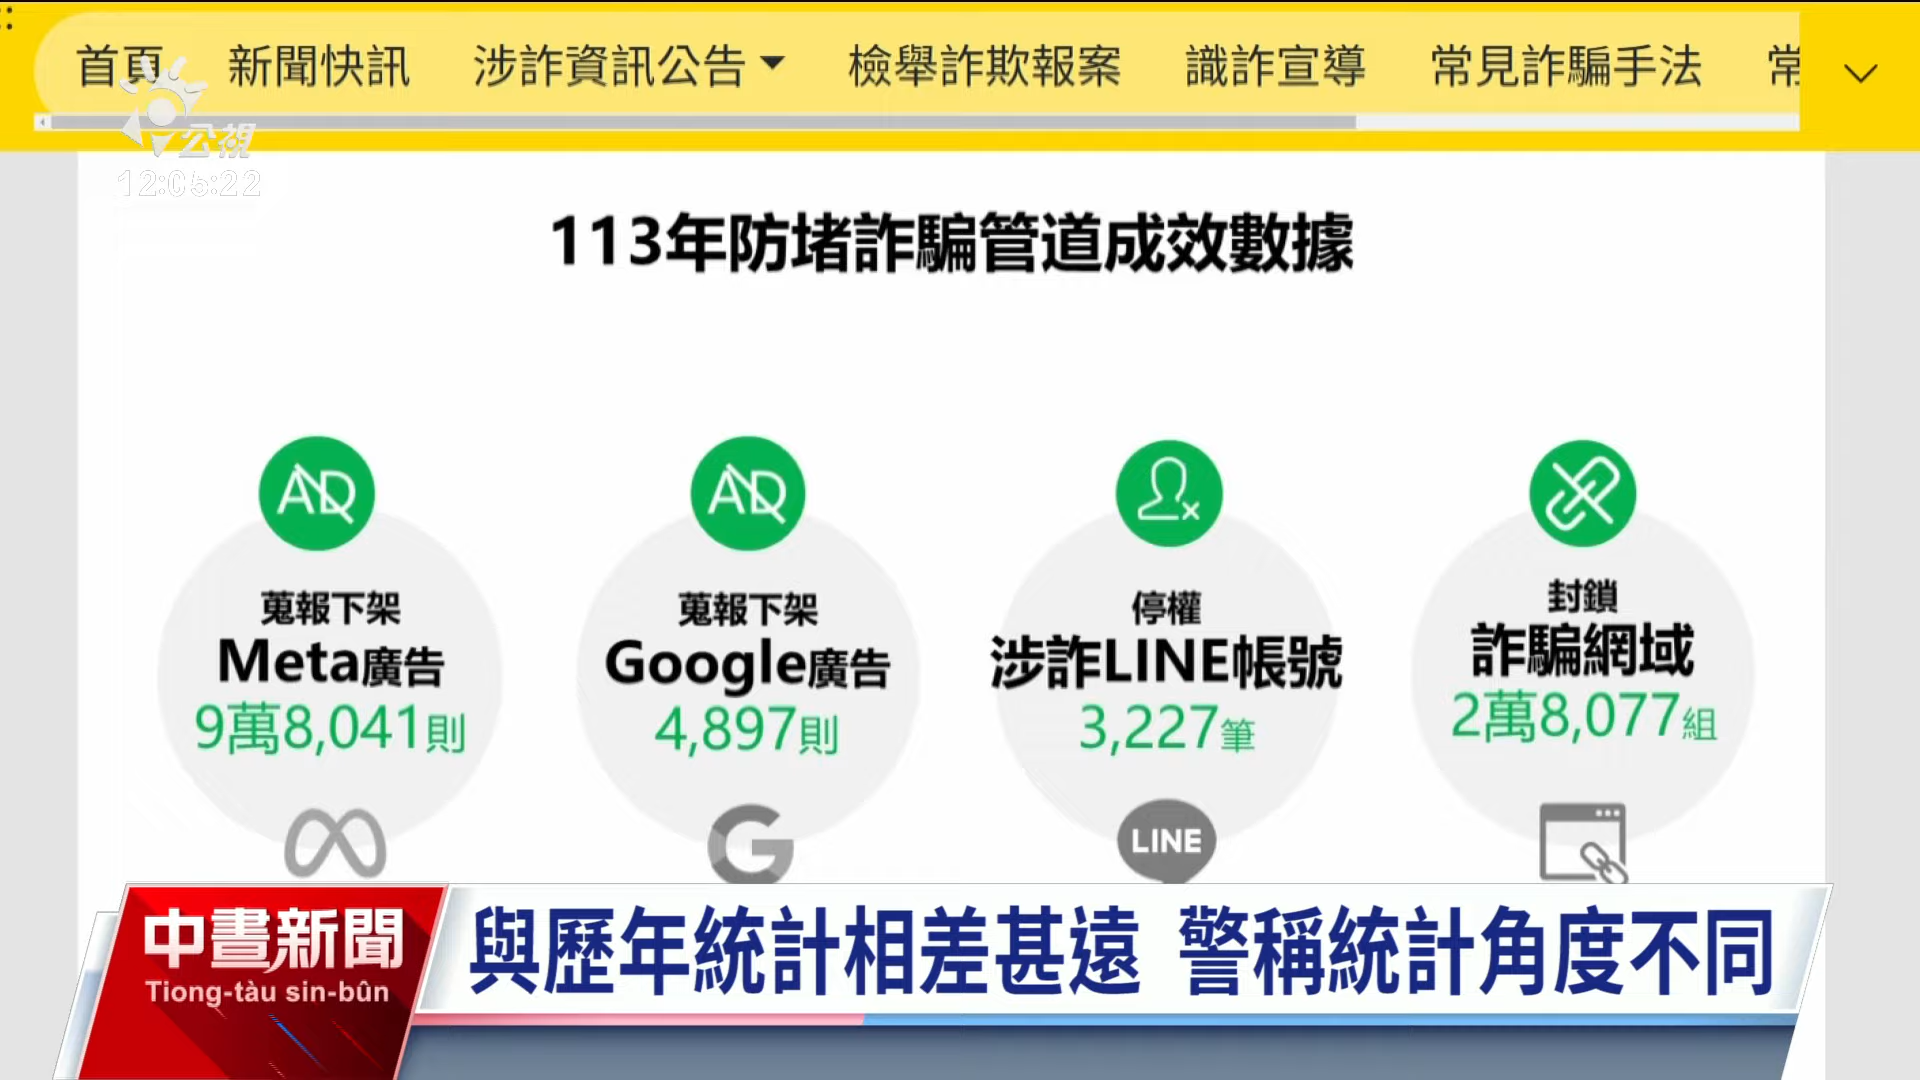 首頁 新聞快訊 涉詐資訊公告 檢舉詐欺報案 識詐宣導 常見詐騙手法 常
公視
12:05:22
113年防堵詐騙管道成效數據
蒐報下架
Meta廣告
9萬8,041則
蒐報下架
Google廣告
4,897則
停權
涉詐LINE帳號
3,227筆
LINE
封鎖
詐騙網域
2萬8,077組
中晝新聞
Tiong-tàu sin-bûn
與歷年統計相差甚遠 警稱統計角度不同